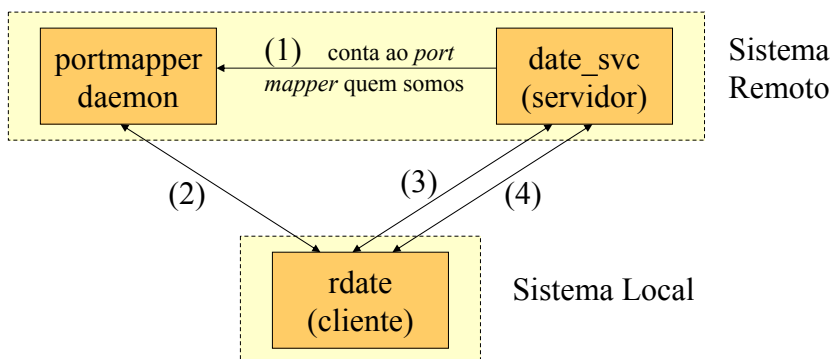 portmapper
daemon
(1) conta ao port
mapper quem somos
date_svc
(servidor)
Sistema
Remoto
(2)
(3)
(4)
rdate
(cliente)
Sistema Local